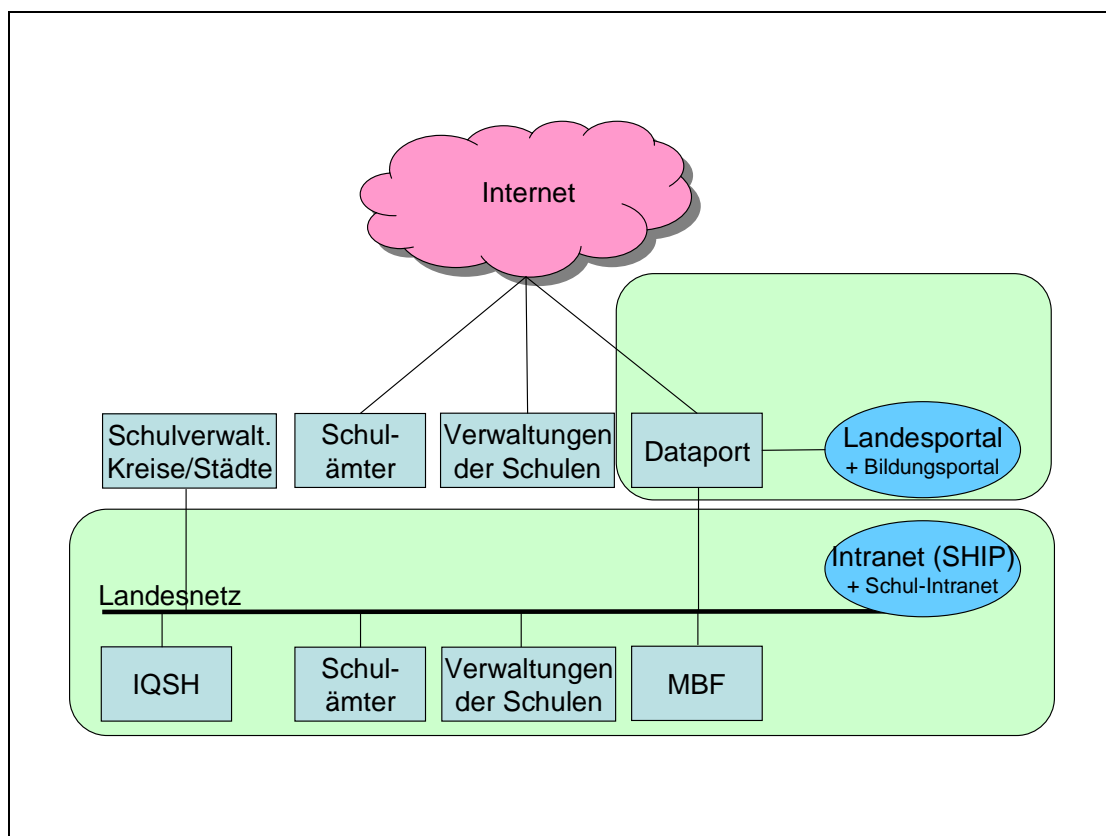 Internet
Schulverwalt.
Kreise/Städte
Schul-
ämter
Verwaltungen
der Schulen
Dataport
Landesportal
+ Bildungsportal
Intranet (SHIP)
+ Schul-Intranet
Landesnetz
IQSH
Schul-
ämter
Verwaltungen
der Schulen
MBF